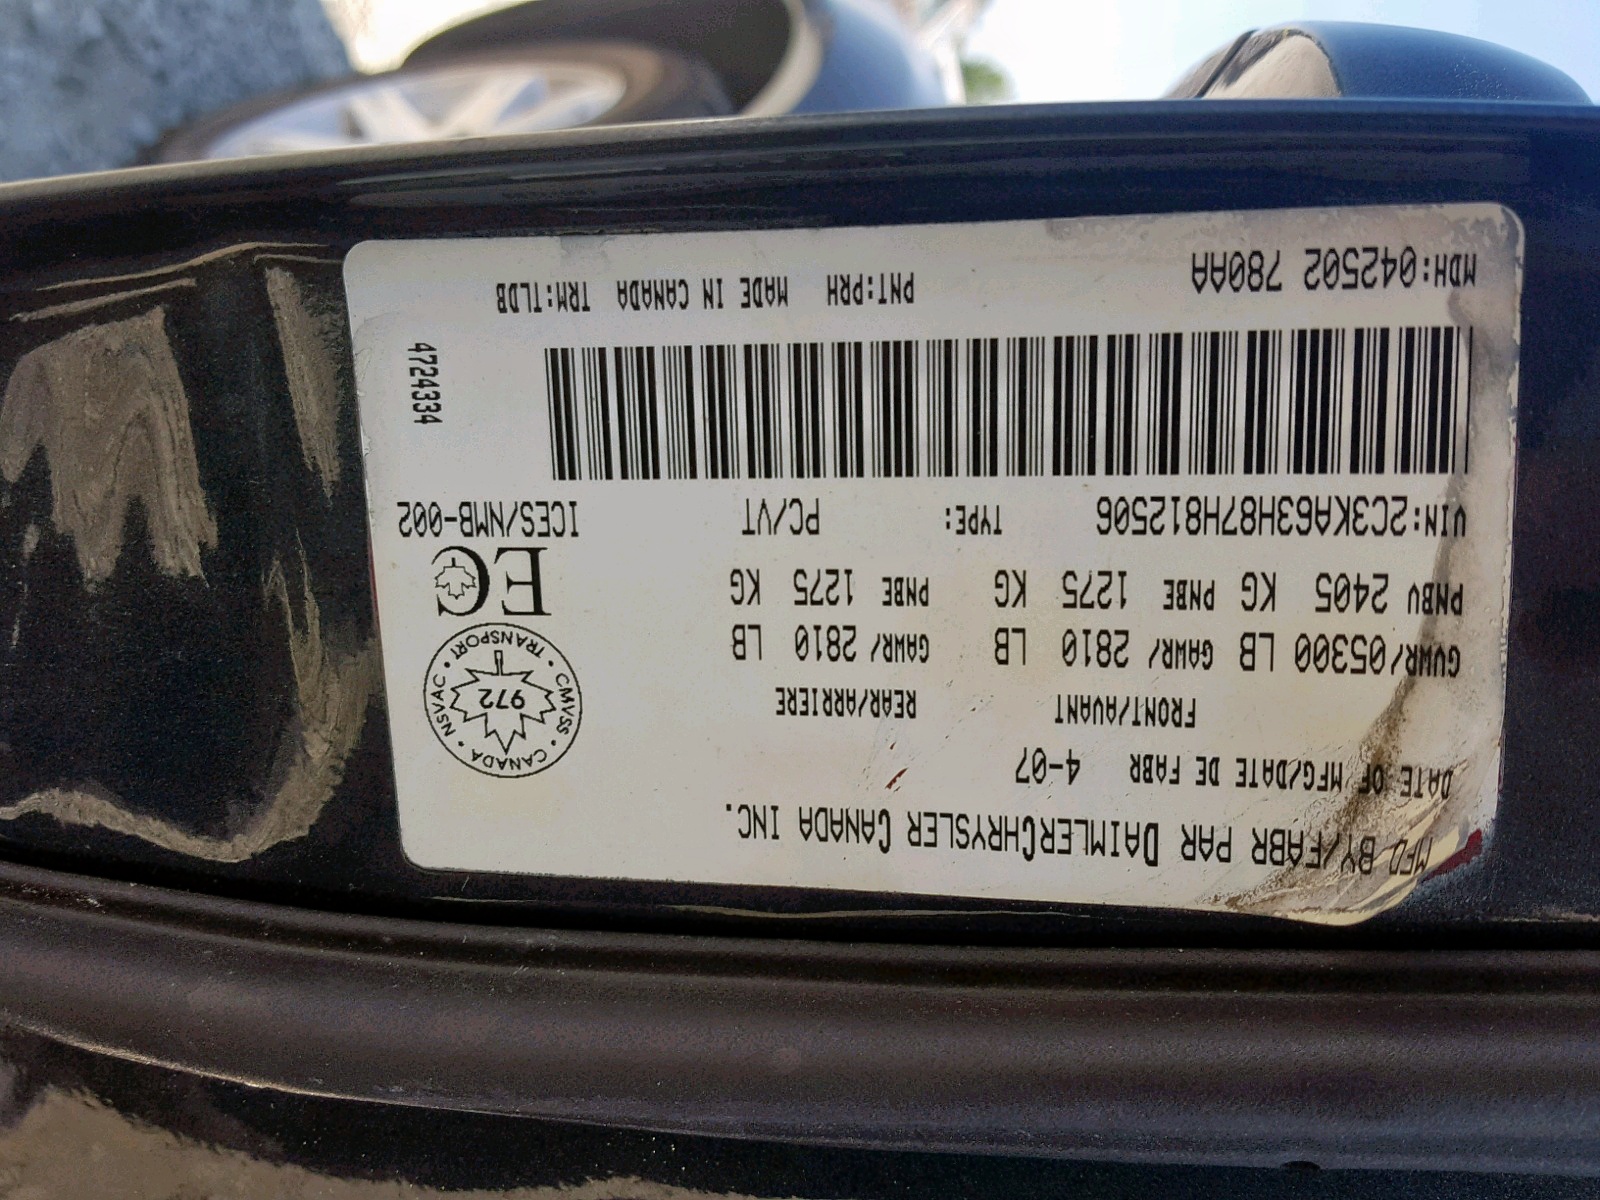 MFD BY/FABR PAR DAIMLERCHRYSLER CANADA INC.
DATE OF MFG/DATE DE FABR 4-07
FRONT/AVANT REAR/ARRIERE
GVWR/05300 LB GAWR/ 2810 LB GAWR/ 2810 LB
PNBV 2405 KG PNBE 1275 KG PNBE 1275 KG
CANADA • CMVSS • TRANSPORT • NSVAC •
972
EC
VIN:2C3KA63H87H812506 TYPE: PC/VT ICES/NMB-002
4724334
MDH:042502 780AA PNT:PRH MADE IN CANADA TRM:TLDB